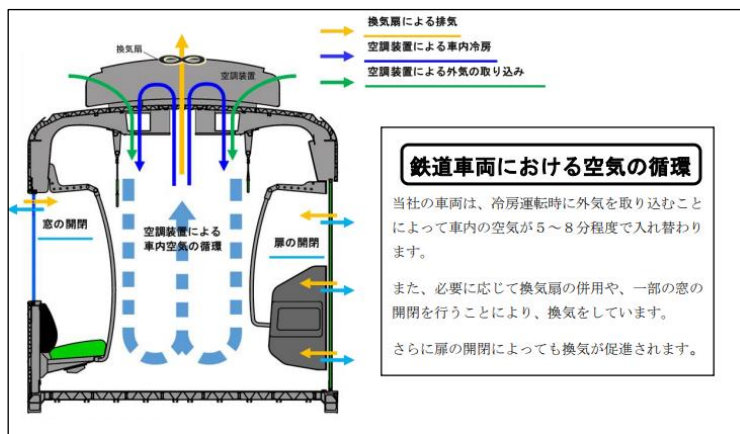 換気扇による排気
空調装置による車内冷房
空調装置による外気の取り込み
換気扇
空調装置
窓の開閉
空調装置による
車内空気の循環
扉の開閉
鉄道車両における空気の循環
当社の車両は、冷房運転時に外気を取り込むこと
によって車内の空気が5～8分程度で入れ替わり
ます。
また、必要に応じて換気扇の併用や、一部の窓の
開閉を行うことにより、換気をしています。
さらに扉の開閉によっても換気が促進されます。